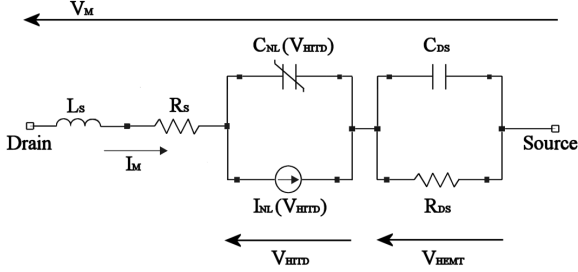 VM
CNL(VHITD)
CDS
LS
RS
Drain
Source
IM
INL(VHITD)
RDS
VHITD
VHEMT